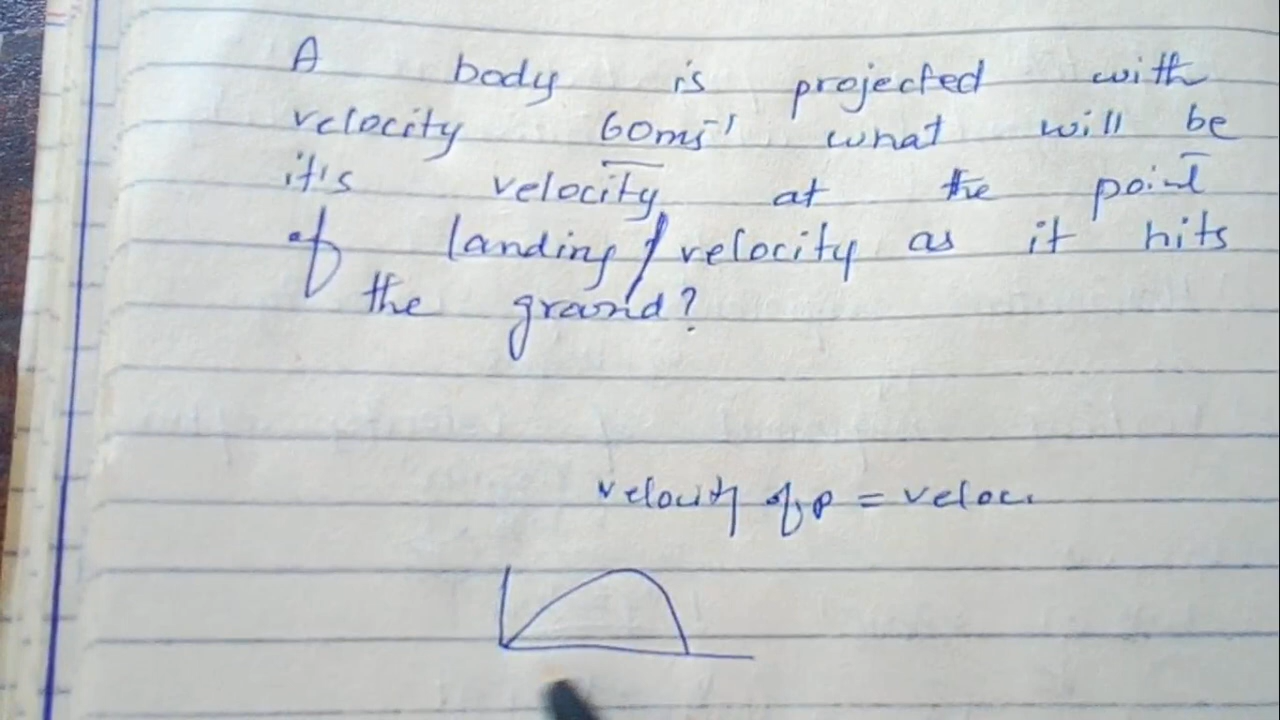 A body is projected with
velocity 60ms⁻¹ what will be
it's velocity at the point
of landing / velocity as it hits
the ground?
velocity of p = veloc.